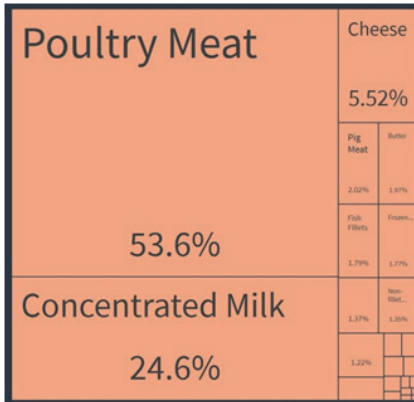 Poultry Meat
53.6%
Concentrated Milk
24.6%
Cheese
5.52%
Pig
Meat
2.02%
Butter
1.97%
Fish
Fillets
1.79%
Frozen...
1.77%
1.37%
Non-
fillet...
1.35%
1.22%